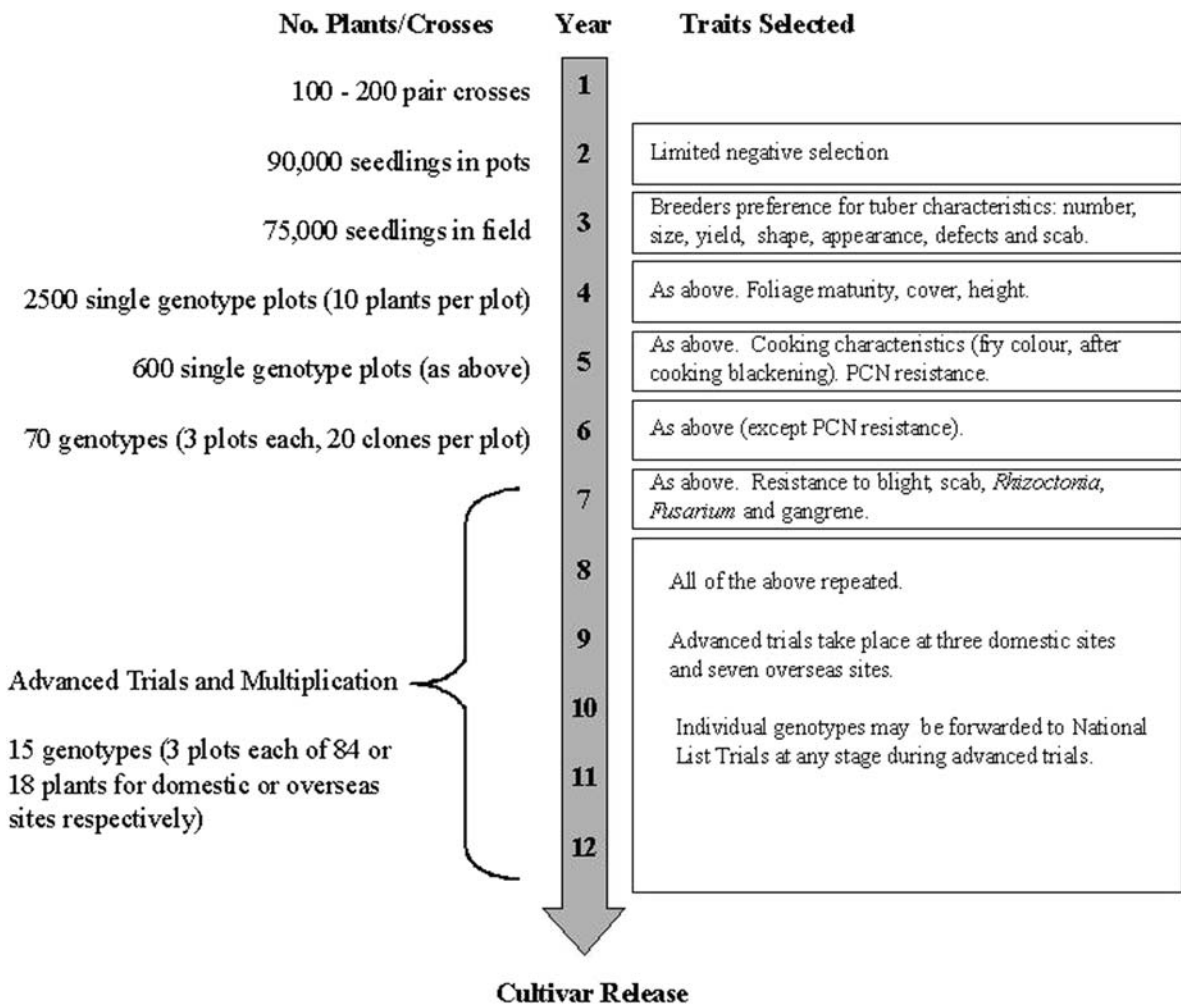 No. Plants/Crosses Year Traits Selected
100 - 200 pair crosses 1
90,000 seedlings in pots 2 Limited negative selection
75,000 seedlings in field 3 Breeders preference for tuber characteristics: number,
size, yield, shape, appearance, defects and scab.
2500 single genotype plots (10 plants per plot) 4 As above. Foliage maturity, cover, height.
600 single genotype plots (as above) 5 As above. Cooking characteristics (fry colour, after
cooking blackening). PCN resistance.
70 genotypes (3 plots each, 20 clones per plot) 6 As above (except PCN resistance).
7 As above. Resistance to blight, scab, Rhizoctonia,
Fusarium and gangrene.
8 All of the above repeated.
9 Advanced trials take place at three domestic sites
and seven overseas sites.
Advanced Trials and Multiplication
10 Individual genotypes may be forwarded to National
List Trials at any stage during advanced trials.
15 genotypes (3 plots each of 84 or
18 plants for domestic or overseas
sites respectively)
11
12
Cultivar Release